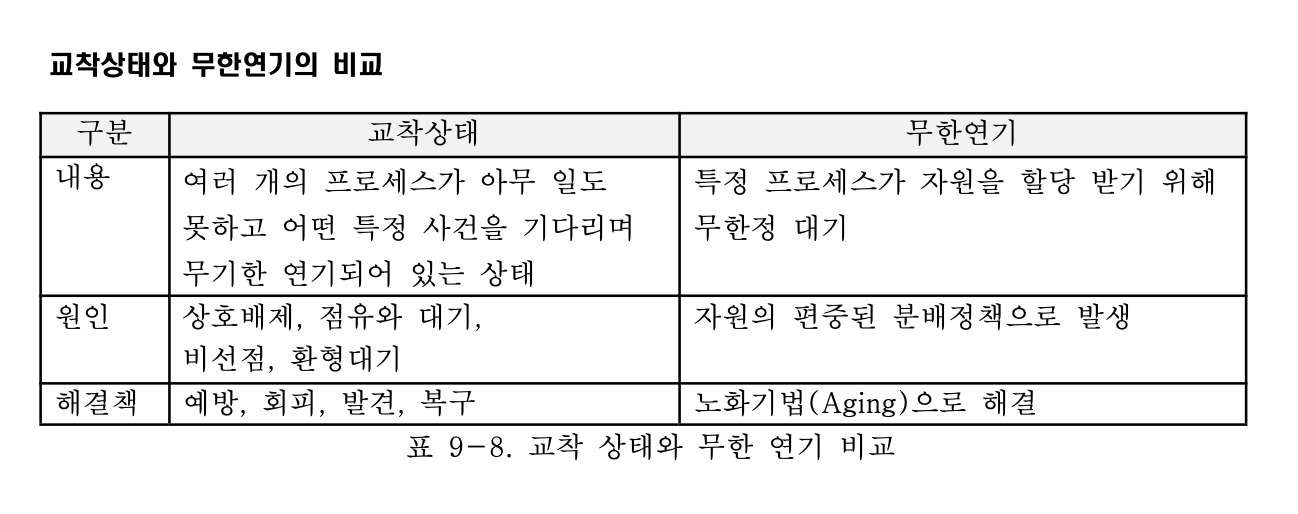 교착상태와 무한연기의 비교
구분 교착상태 무한연기
내용 여러 개의 프로세스가 아무 일도 특정 프로세스가 자원을 할당 받기 위해
못하고 어떤 특정 사건을 기다리며 무한정 대기
무기한 연기되어 있는 상태
원인 상호배제, 점유와 대기, 자원의 편중된 분배정책으로 발생
비선점, 환형대기
해결책 예방, 회피, 발견, 복구 노화기법(Aging)으로 해결
표 9-8. 교착 상태와 무한 연기 비교